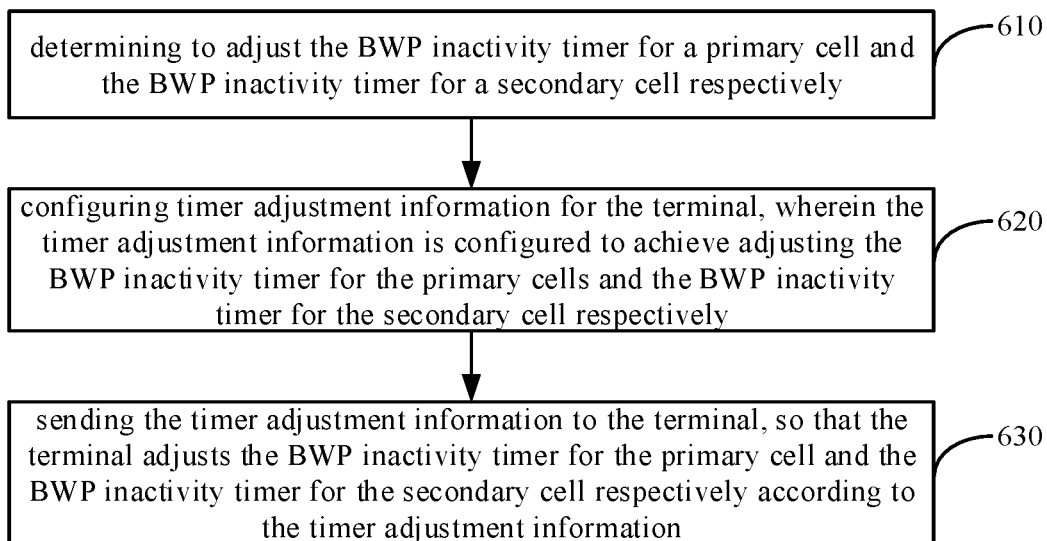 determining to adjust the BWP inactivity timer for a primary cell and
the BWP inactivity timer for a secondary cell respectively
610
configuring timer adjustment information for the terminal, wherein the
timer adjustment information is configured to achieve adjusting the
BWP inactivity timer for the primary cells and the BWP inactivity
timer for the secondary cell respectively
620
sending the timer adjustment information to the terminal, so that the
terminal adjusts the BWP inactivity timer for the primary cell and the
BWP inactivity timer for the secondary cell respectively according to
the timer adjustment information
630